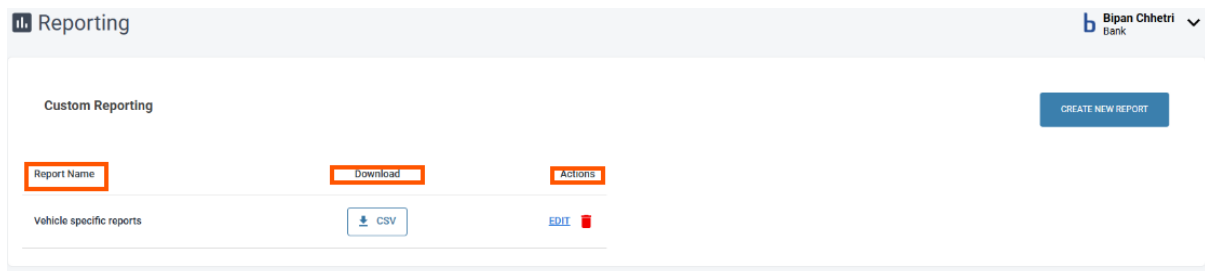 Reporting
Bipan Chhetri
Bank
Custom Reporting
CREATE NEW REPORT
Report Name Download Actions
Vehicle specific reports CSV EDIT